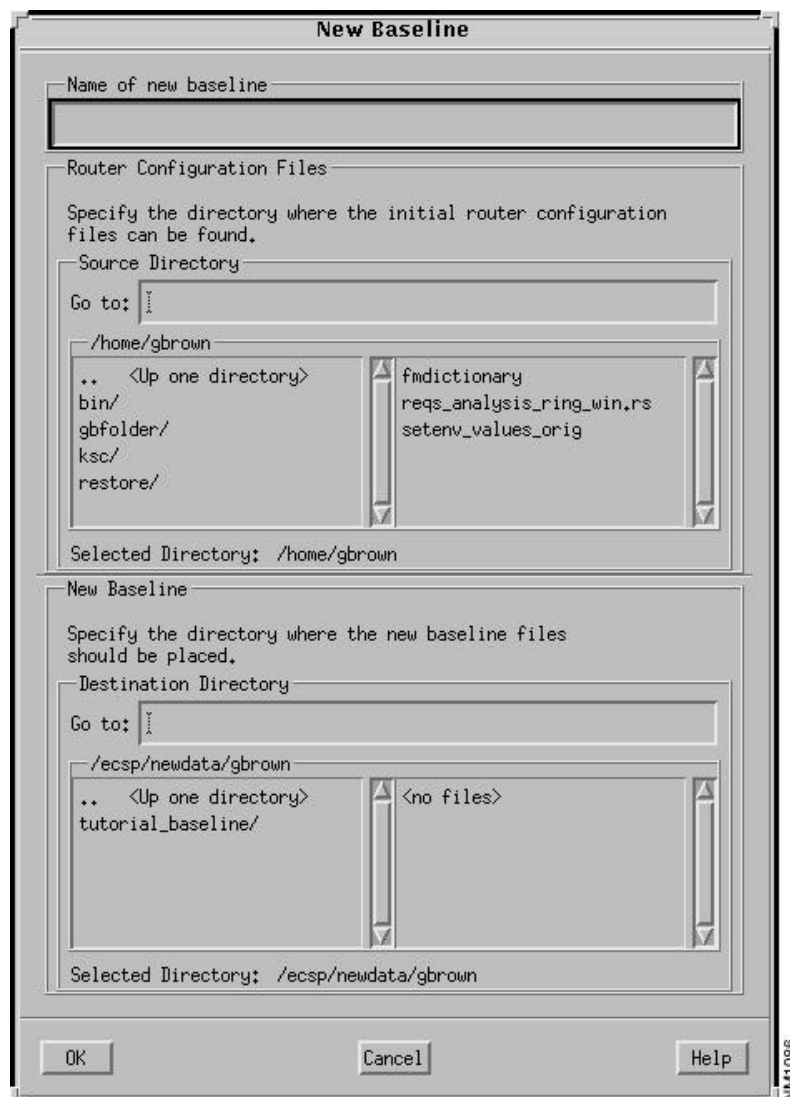 New Baseline
Name of new baseline
Router Configuration Files
Specify the directory where the initial router configuration
files can be found.
Source Directory
Go to:
/home/gbrown
.. <Up one directory>
bin/
gbfolder/
ksc/
restore/
fmdictionary
reqs_analysis_ring_win.rs
setenv_values_orig
Selected Directory: /home/gbrown
New Baseline
Specify the directory where the new baseline files
should be placed.
Destination Directory
Go to:
/ecsp/newdata/gbrown
.. <Up one directory>
tutorial_baseline/
<no files>
Selected Directory: /ecsp/newdata/gbrown
OK
Cancel
Help